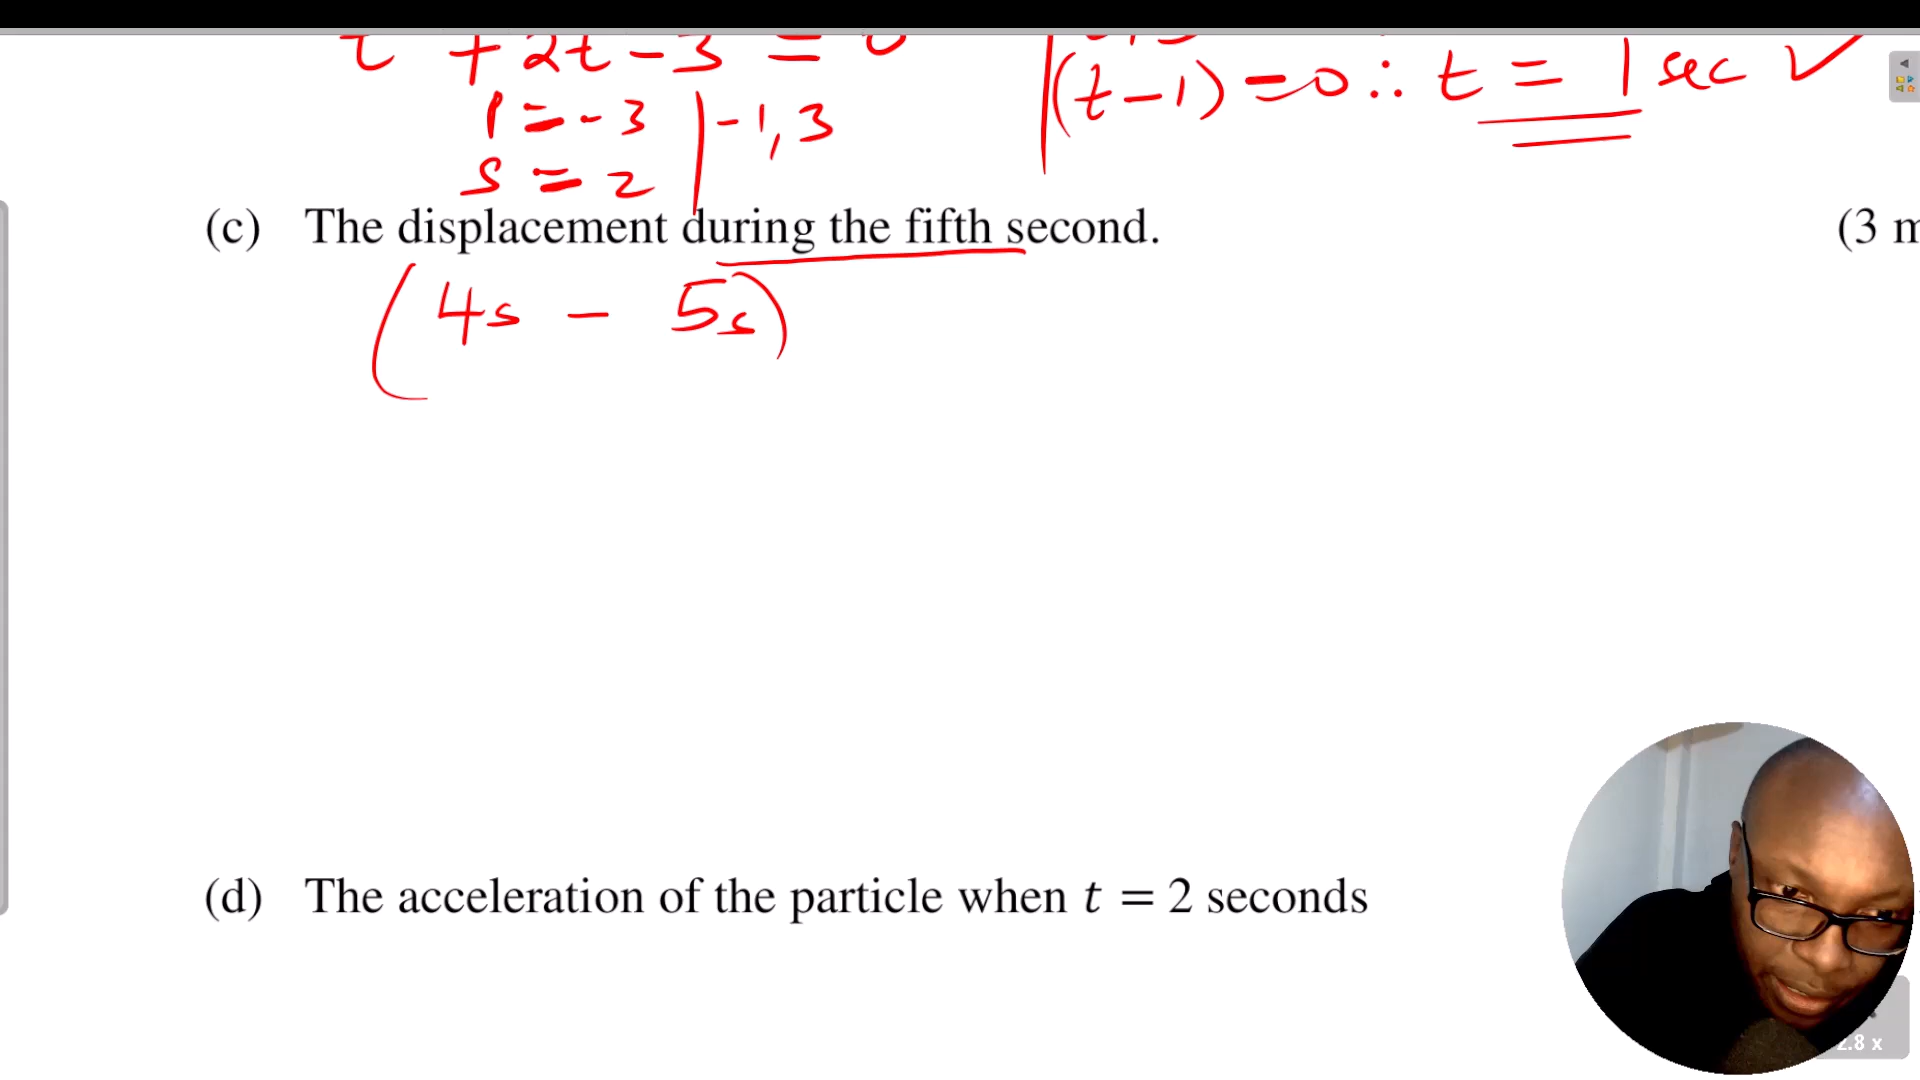 t + 2t - 3 = 0
(t-1) = 0 ∴ t = 1 sec ✓
P = -3 | -1, 3
S = 2
(c) The displacement during the fifth second. (3 m
(4s - 5s)
(d) The acceleration of the particle when t = 2 seconds
2.8 x